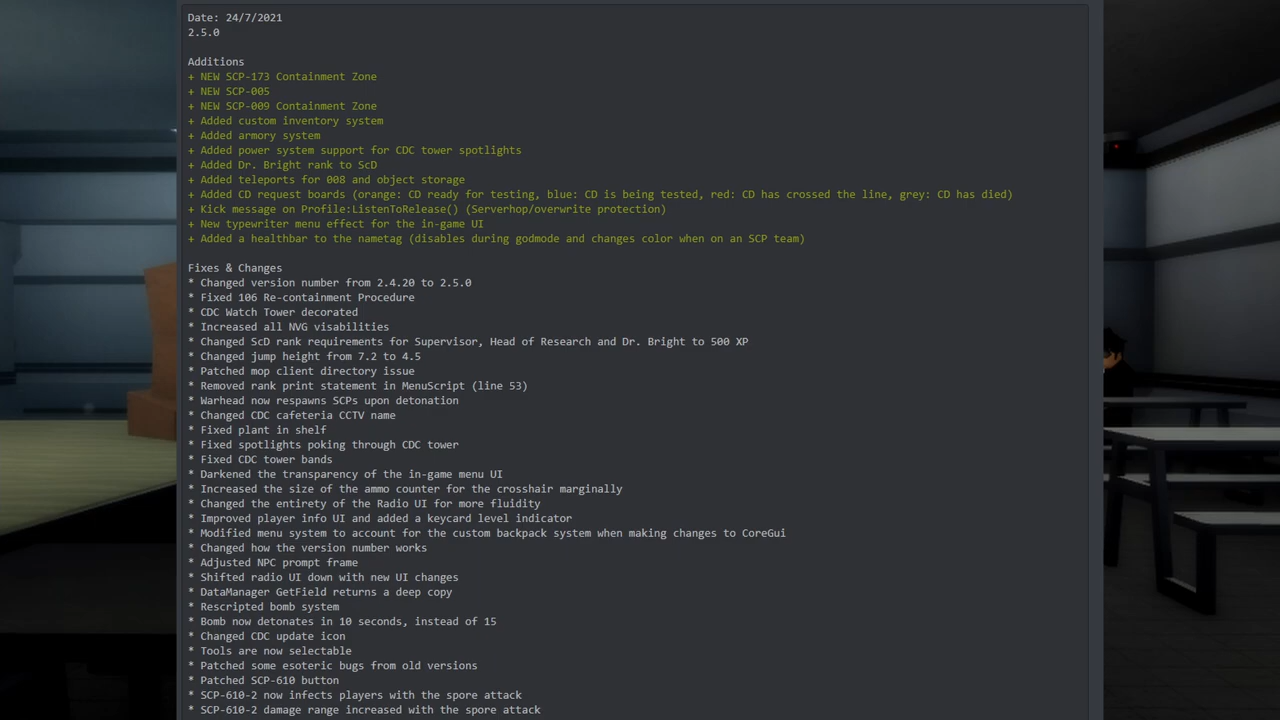 Date: 24/7/2021
2.5.0
Additions
+ NEW SCP-173 Containment Zone
+ NEW SCP-005
+ NEW SCP-009 Containment Zone
+ Added custom inventory system
+ Added armory system
+ Added power system support for CDC tower spotlights
+ Added Dr. Bright rank to ScD
+ Added teleports for 008 and object storage
+ Added CD request boards (orange: CD ready for testing, blue: CD is being tested, red: CD has crossed the line, grey: CD has died)
+ Kick message on Profile:ListenToRelease() (Serverhop/overwrite protection)
+ New typewriter menu effect for the in-game UI
+ Added a healthbar to the nametag (disables during godmode and changes color when on an SCP team)
Fixes & Changes
* Changed version number from 2.4.20 to 2.5.0
* Fixed 106 Re-containment Procedure
* CDC Watch Tower decorated
* Increased all NVG visabilities
* Changed ScD rank requirements for Supervisor, Head of Research and Dr. Bright to 500 XP
* Changed jump height from 7.2 to 4.5
* Patched mop client directory issue
* Removed rank print statement in MenuScript (line 53)
* Warhead now respawns SCPs upon detonation
* Changed CDC cafeteria CCTV name
* Fixed plant in shelf
* Fixed spotlights poking through CDC tower
* Fixed CDC tower bands
* Darkened the transparency of the in-game menu UI
* Increased the size of the ammo counter for the crosshair marginally
* Changed the entirety of the Radio UI for more fluidity
* Improved player info UI and added a keycard level indicator
* Modified menu system to account for the custom backpack system when making changes to CoreGui
* Changed how the version number works
* Adjusted NPC prompt frame
* Shifted radio UI down with new UI changes
* DataManager GetField returns a deep copy
* Rescripted bomb system
* Bomb now detonates in 10 seconds, instead of 15
* Changed CDC update icon
* Tools are now selectable
* Patched some esoteric bugs from old versions
* Patched SCP-610 button
* SCP-610-2 now infects players with the spore attack
* SCP-610-2 damage range increased with the spore attack